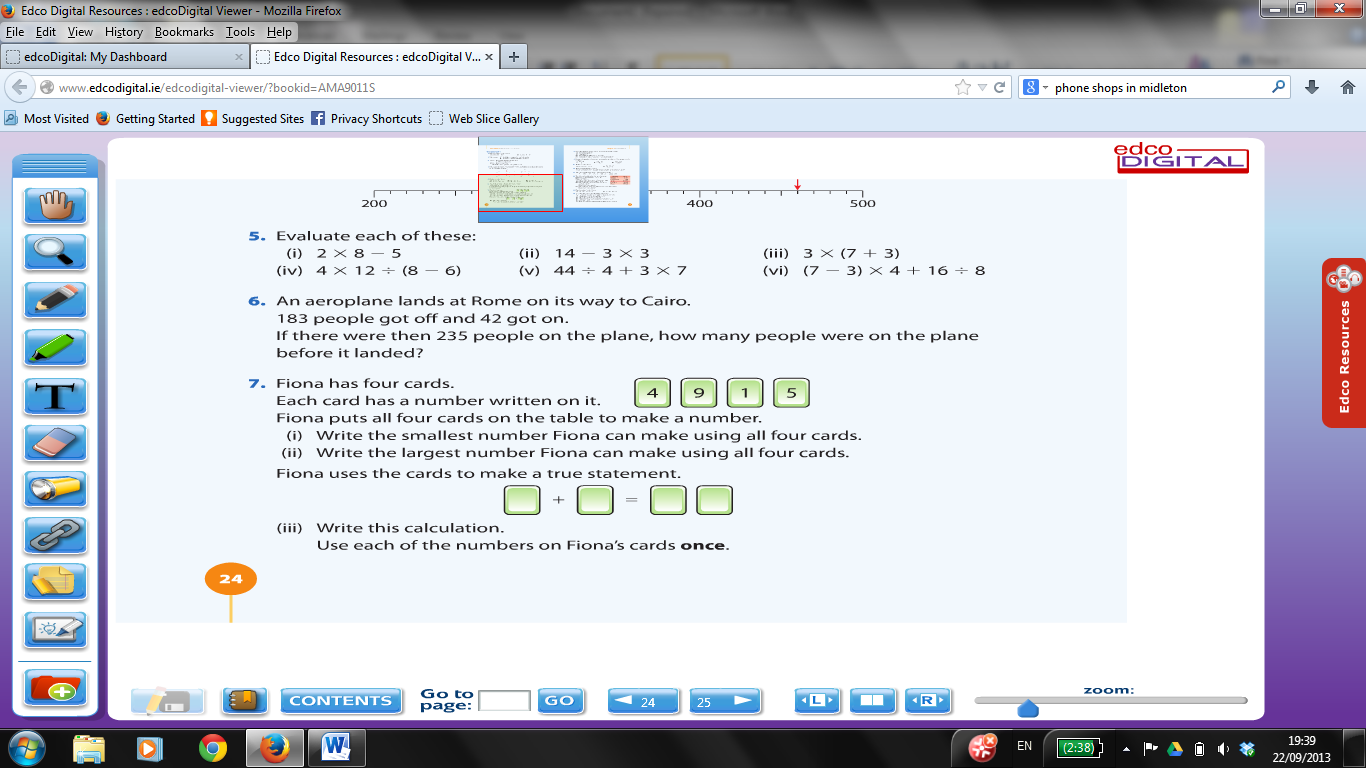 Edco Digital Resources : edcoDigital Viewer - Mozilla Firefox
File Edit View History Bookmarks Tools Help
edcoDigital: My Dashboard
Edco Digital Resources : edcoDigital V...
www.edcodigital.ie/edcodigital-viewer/?bookid=AMA9011S
phone shops in midleton
Most Visited Getting Started Suggested Sites Privacy Shortcuts Web Slice Gallery
edco DIGITAL
200 400 500
5. Evaluate each of these:
(i) 2 × 8 − 5 (ii) 14 − 3 × 3 (iii) 3 × (7 + 3)
(iv) 4 × 12 ÷ (8 − 6) (v) 44 ÷ 4 + 3 × 7 (vi) (7 − 3) × 4 + 16 ÷ 8
6. An aeroplane lands at Rome on its way to Cairo.
183 people got off and 42 got on.
If there were then 235 people on the plane, how many people were on the plane
before it landed?
7. Fiona has four cards.
Each card has a number written on it. 4 9 1 5
Fiona puts all four cards on the table to make a number.
(i) Write the smallest number Fiona can make using all four cards.
(ii) Write the largest number Fiona can make using all four cards.
Fiona uses the cards to make a true statement.
+ =
(iii) Write this calculation.
Use each of the numbers on Fiona's cards once.
24
Edco Resources
CONTENTS Go to page: GO 24 25 L R zoom:
EN (2:38) 19:39
22/09/2013